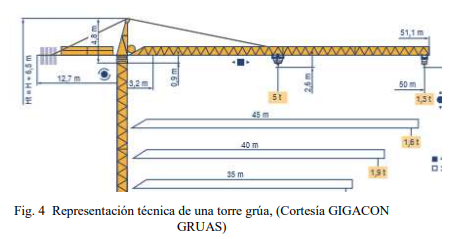 51,1 m
4,8 m
Ht = H + 6,5 m
12,7 m
3,2 m
0,9 m
5 t
2,6 m
50 m
1,3 t
45 m
1,6 t
40 m
1,9 t
35 m
Fig. 4 Representación técnica de una torre grúa, (Cortesía GIGACON
GRUAS)